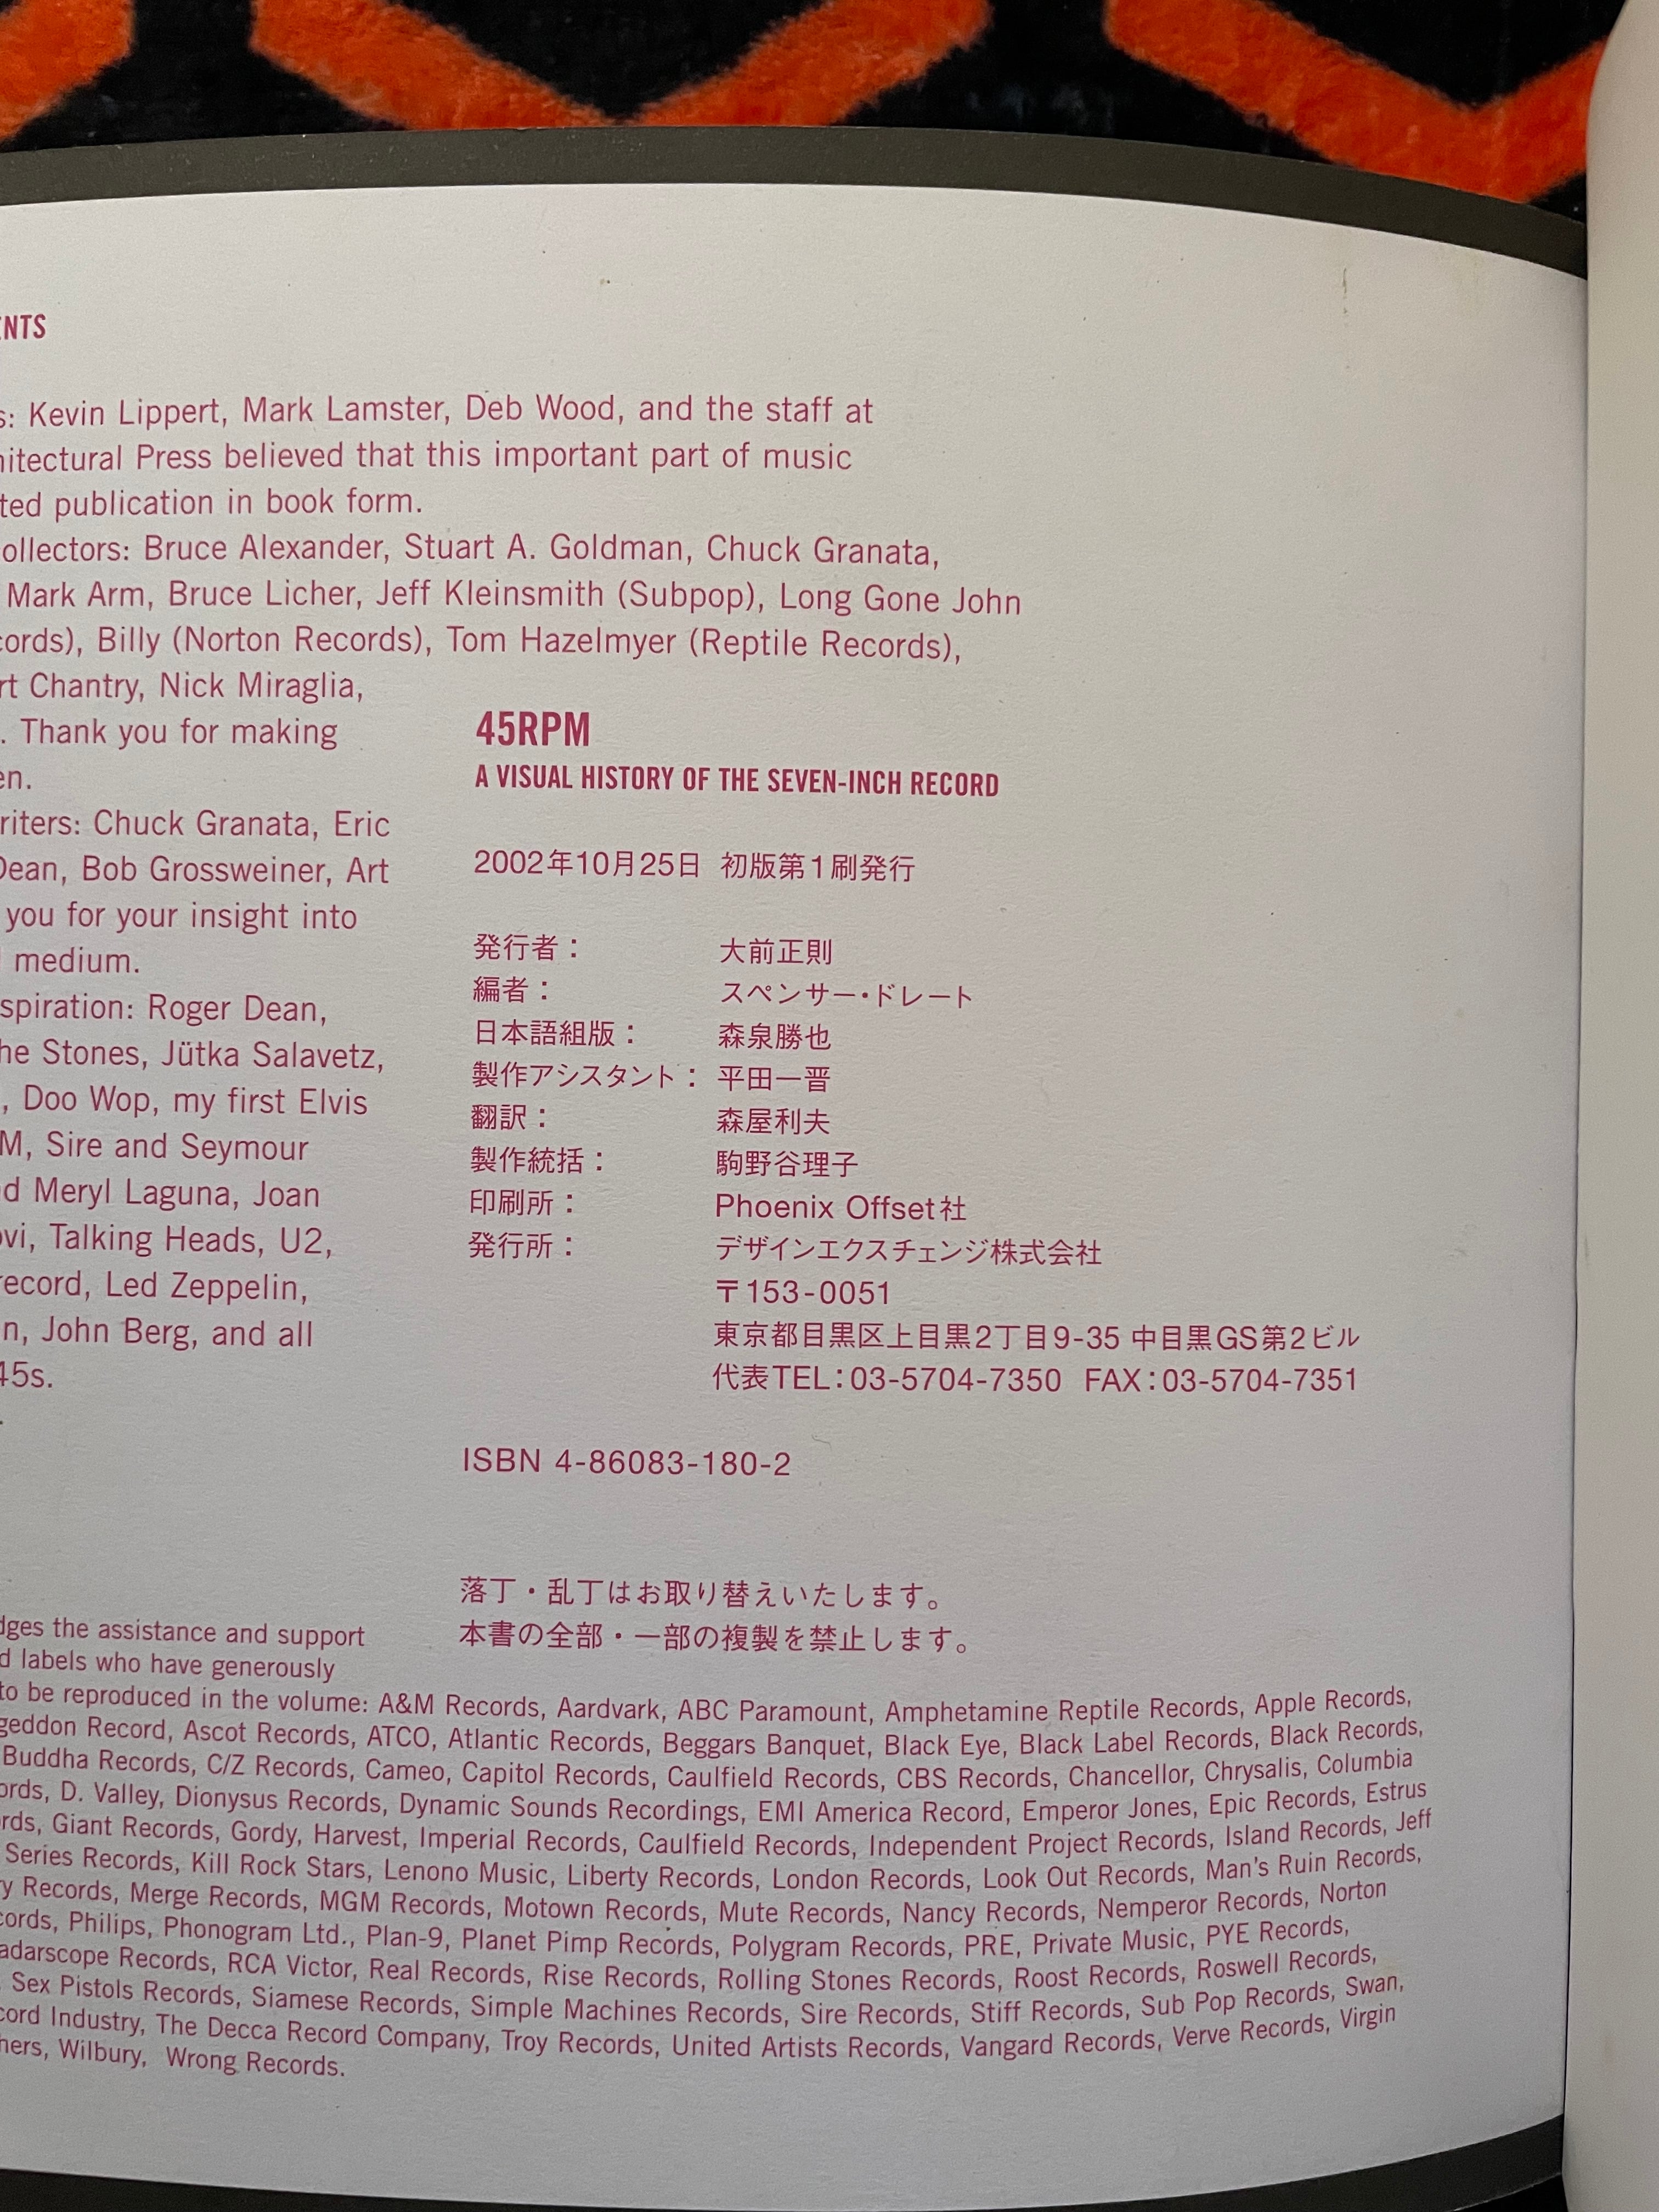 ENTS
s: Kevin Lippert, Mark Lamster, Deb Wood, and the staff at
hitectural Press believed that this important part of music
ted publication in book form.
ollectors: Bruce Alexander, Stuart A. Goldman, Chuck Granata,
Mark Arm, Bruce Licher, Jeff Kleinsmith (Subpop), Long Gone John
cords), Billy (Norton Records), Tom Hazelmyer (Reptile Records),
rt Chantry, Nick Miraglia,
. Thank you for making
en.
riters: Chuck Granata, Eric
Dean, Bob Grossweiner, Art
you for your insight into
medium.
spiration: Roger Dean,
he Stones, Jütka Salavetz,
, Doo Wop, my first Elvis
M, Sire and Seymour
d Meryl Laguna, Joan
ovi, Talking Heads, U2,
record, Led Zeppelin,
n, John Berg, and all
45s.
.
45RPM
A VISUAL HISTORY OF THE SEVEN-INCH RECORD
2002年10月25日 初版第1刷発行
発行者： 大前正則
編者： スペンサー・ドレート
日本語組版： 森泉勝也
製作アシスタント： 平田一晋
翻訳： 森屋利夫
製作統括： 駒野谷理子
印刷所： Phoenix Offset社
発行所： デザインエクスチェンジ株式会社
〒153-0051
東京都目黒区上目黒2丁目9-35 中目黒GS第2ビル
代表TEL：03-5704-7350 FAX：03-5704-7351
ISBN 4-86083-180-2
落丁・乱丁はお取り替えいたします。
本書の全部・一部の複製を禁止します。
dges the assistance and support
d labels who have generously
to be reproduced in the volume: A&M Records, Aardvark, ABC Paramount, Amphetamine Reptile Records, Apple Records,
geddon Record, Ascot Records, ATCO, Atlantic Records, Beggars Banquet, Black Eye, Black Label Records, Black Records,
Buddha Records, C/Z Records, Cameo, Capitol Records, Caulfield Records, CBS Records, Chancellor, Chrysalis, Columbia
ords, D. Valley, Dionysus Records, Dynamic Sounds Recordings, EMI America Record, Emperor Jones, Epic Records, Estrus
rds, Giant Records, Gordy, Harvest, Imperial Records, Caulfield Records, Independent Project Records, Island Records, Jeff
Series Records, Kill Rock Stars, Lenono Music, Liberty Records, London Records, Look Out Records, Man's Ruin Records,
y Records, Merge Records, MGM Records, Motown Records, Mute Records, Nancy Records, Nemperor Records, Norton
cords, Philips, Phonogram Ltd., Plan-9, Planet Pimp Records, Polygram Records, PRE, Private Music, PYE Records,
adarscope Records, RCA Victor, Real Records, Rise Records, Rolling Stones Records, Roost Records, Roswell Records,
Sex Pistols Records, Siamese Records, Simple Machines Records, Sire Records, Stiff Records, Sub Pop Records, Swan,
cord Industry, The Decca Record Company, Troy Records, United Artists Records, Vangard Records, Verve Records, Virgin
hers, Wilbury, Wrong Records.